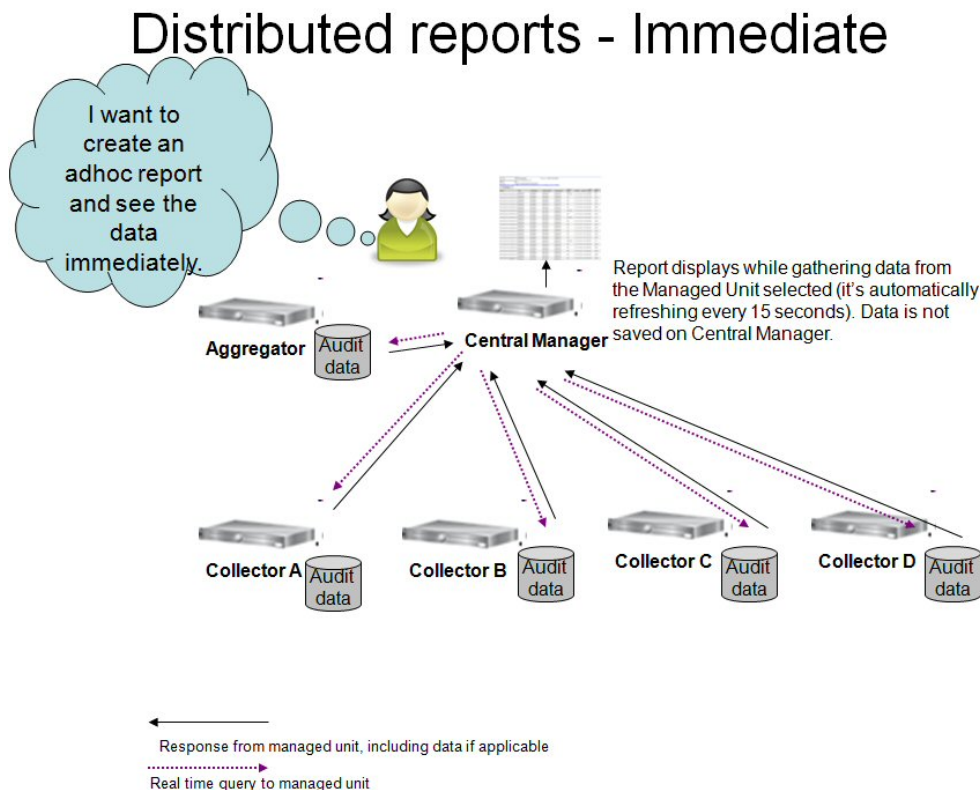 Distributed reports - Immediate
I want to
create an
adhoc report
and see the
data
immediately.
Report displays while gathering data from
the Managed Unit selected (it's automatically
refreshing every 15 seconds). Data is not
saved on Central Manager.
Aggregator
Audit
data
Central Manager
Collector A
Audit
data
Collector B
Audit
data
Collector C
Audit
data
Collector D
Audit
data
Response from managed unit, including data if applicable
Real time query to managed unit